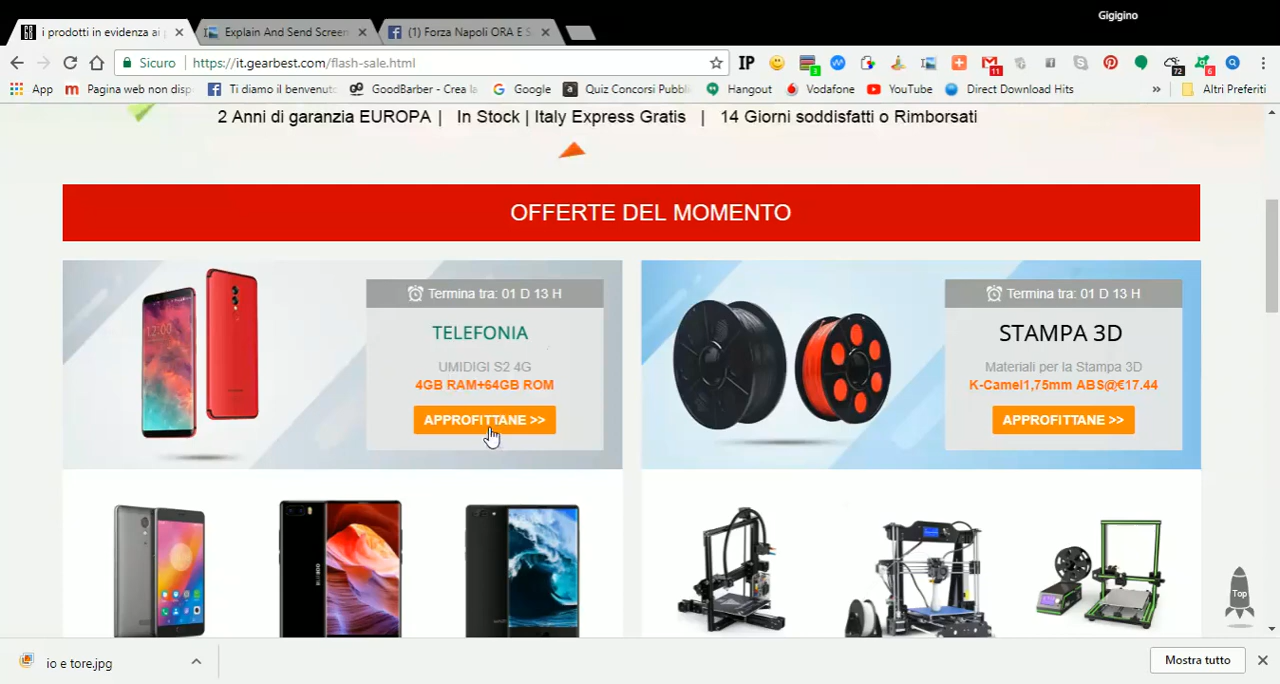 Gigigino
i prodotti in evidenza ai p
Explain And Send Screen
(1) Forza Napoli ORA E S
Sicuro
https://it.gearbest.com/flash-sale.html
IP
3
11
72
6
App
Pagina web non disp
Ti diamo il benvenuto
GoodBarber - Crea la
Google
Quiz Concorsi Pubbli
Hangout
Vodafone
YouTube
Direct Download Hits
»
Altri Preferiti
2 Anni di garanzia EUROPA | In Stock | Italy Express Gratis | 14 Giorni soddisfatti o Rimborsati
OFFERTE DEL MOMENTO
Termina tra: 01 D 13 H
TELEFONIA
UMIDIGI S2 4G
4GB RAM+64GB ROM
APPROFITTANE >>
Termina tra: 01 D 13 H
STAMPA 3D
Materiali per la Stampa 3D
K-Camel1,75mm ABS@€17.44
APPROFITTANE >>
Top
io e tore.jpg
Mostra tutto